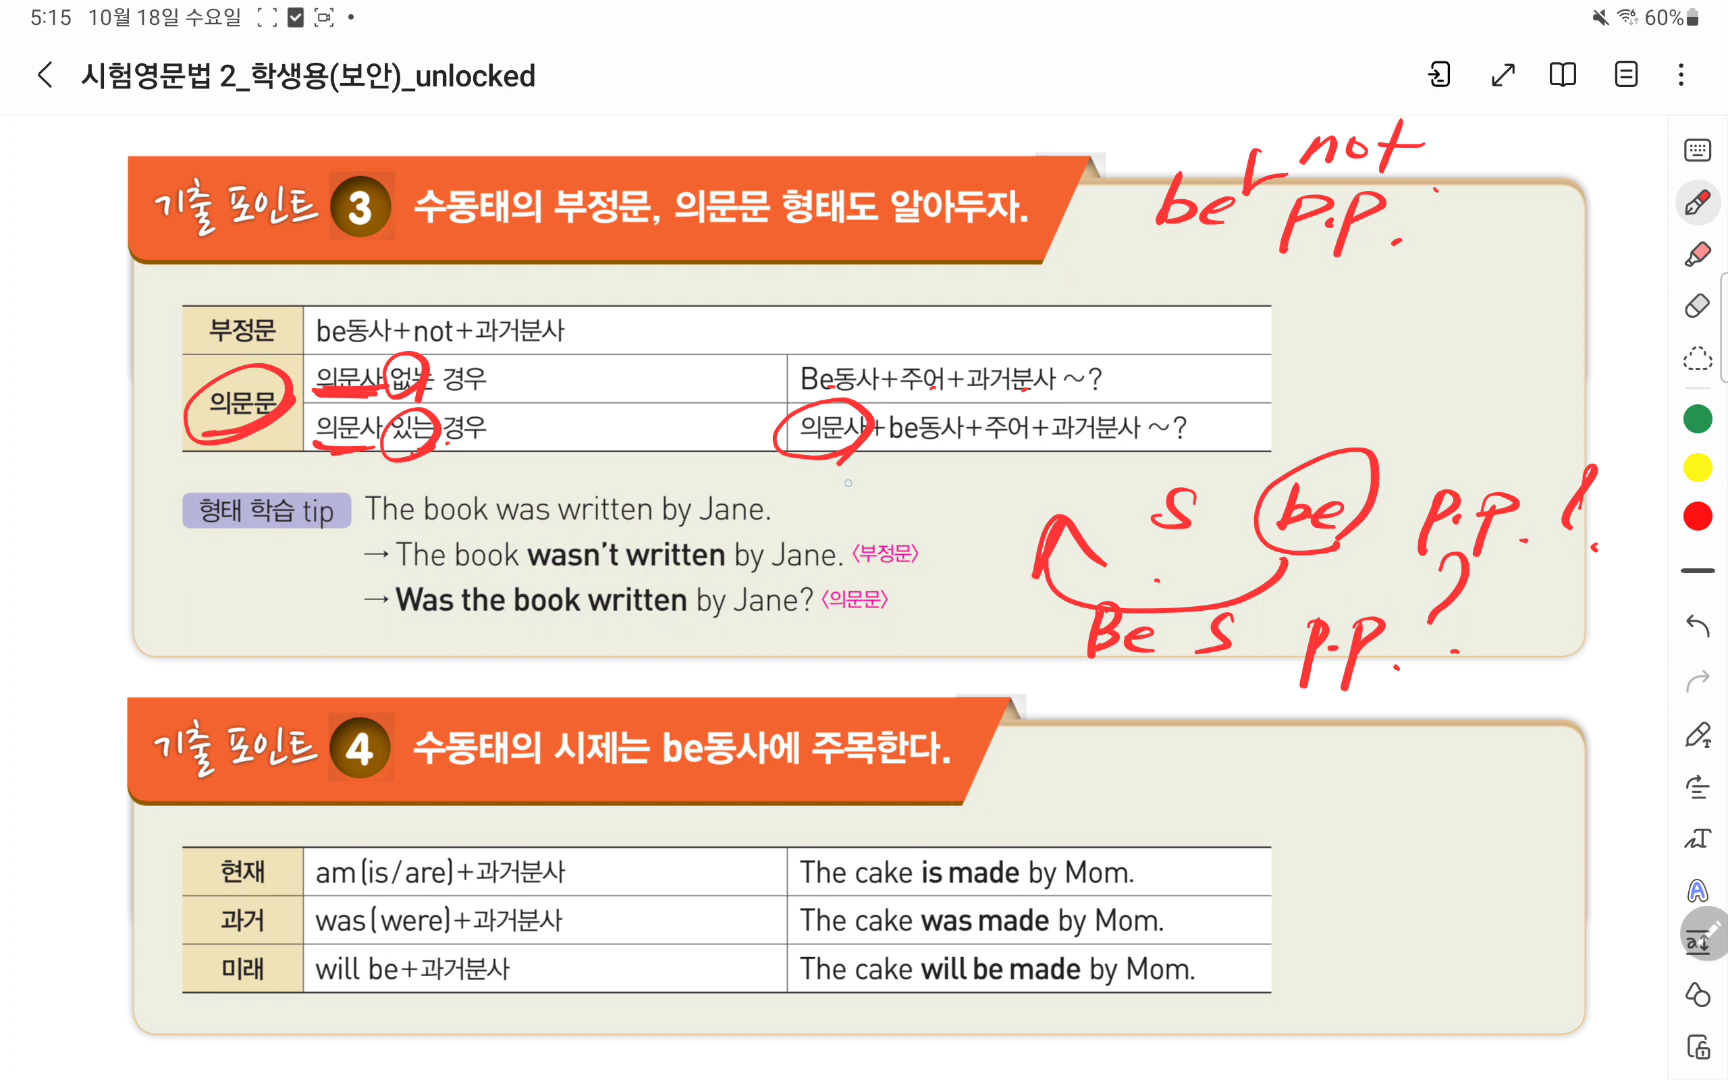 5:15 10월 18일 수요일
60%
시험영문법 2_학생용(보안)_unlocked
not
be p.p.
기출 포인트 3 수동태의 부정문, 의문문 형태도 알아두자.
부정문 be동사+not+과거분사
의문문
의문사 없는 경우 Be동사+주어+과거분사 ~?
의문사 있는 경우 의문사+be동사+주어+과거분사 ~?
형태 학습 tip The book was written by Jane.
→ The book wasn't written by Jane. <부정문>
→ Was the book written by Jane? <의문문>
s be p.p.
Be s p.p. ?
기출 포인트 4 수동태의 시제는 be동사에 주목한다.
현재 am(is/are)+과거분사 The cake is made by Mom.
과거 was(were)+과거분사 The cake was made by Mom.
미래 will be+과거분사 The cake will be made by Mom.